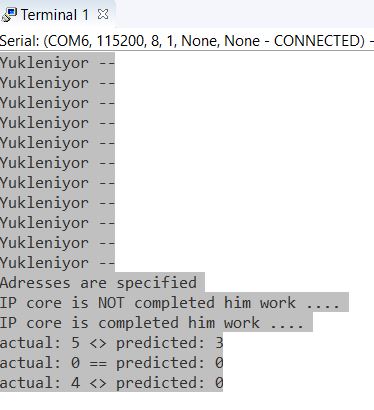 Terminal 1
Serial: (COM6, 115200, 8, 1, None, None - CONNECTED) -
Yukleniyor --
Yukleniyor --
Yukleniyor --
Yukleniyor --
Yukleniyor --
Yukleniyor --
Yukleniyor --
Yukleniyor --
Yukleniyor --
Yukleniyor --
Yukleniyor --
Adresses are specified
IP core is NOT completed him work ....
IP core is completed him work ....
actual: 5 <> predicted: 3
actual: 0 == predicted: 0
actual: 4 <> predicted: 0